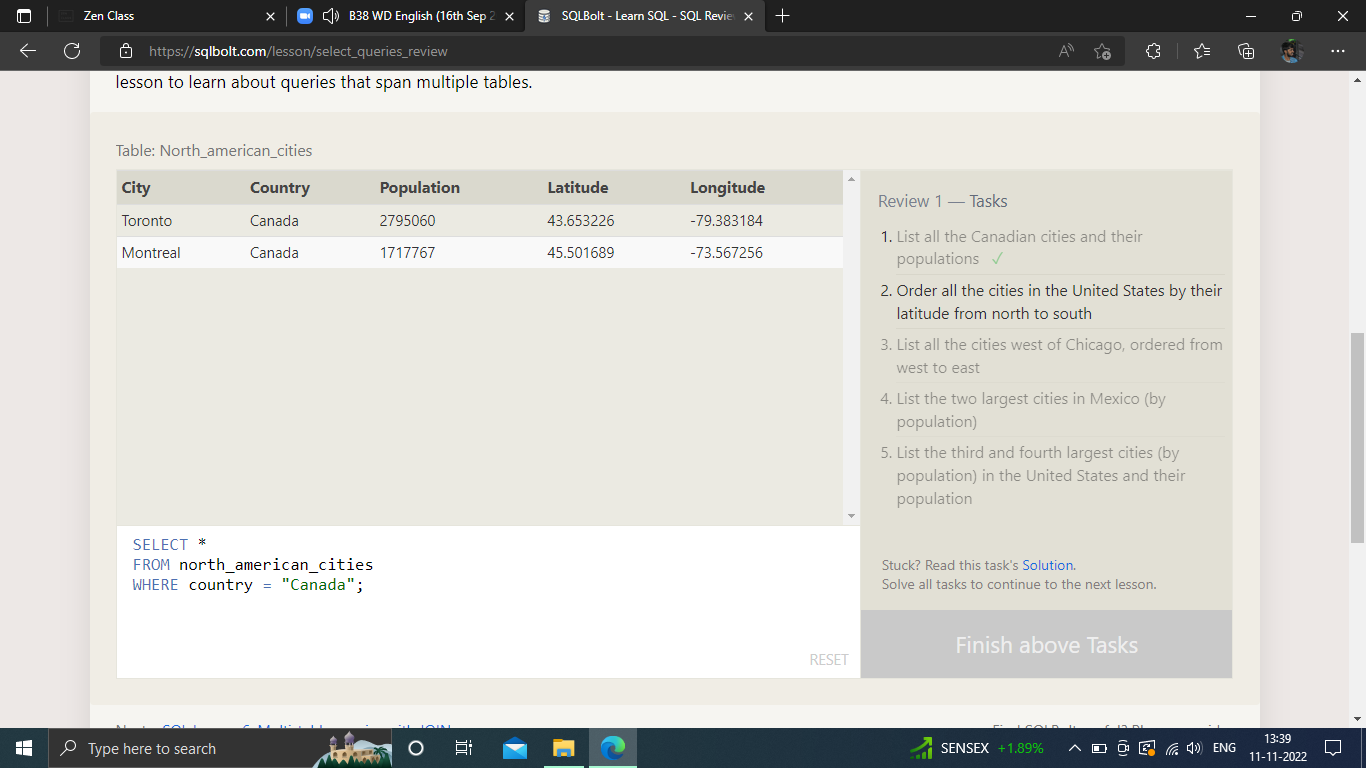 Zen Class
B38 WD English (16th Sep 2
SQLBolt - Learn SQL - SQL Revie
https://sqlbolt.com/lesson/select_queries_review
lesson to learn about queries that span multiple tables.
Table: North_american_cities
City Country Population Latitude Longitude
Toronto Canada 2795060 43.653226 -79.383184
Montreal Canada 1717767 45.501689 -73.567256
SELECT *
FROM north_american_cities
WHERE country = "Canada";
RESET
Review 1 — Tasks
1. List all the Canadian cities and their
populations ✓
2. Order all the cities in the United States by their
latitude from north to south
3. List all the cities west of Chicago, ordered from
west to east
4. List the two largest cities in Mexico (by
population)
5. List the third and fourth largest cities (by
population) in the United States and their
population
Stuck? Read this task's Solution.
Solve all tasks to continue to the next lesson.
Finish above Tasks
Type here to search
SENSEX +1.89%
ENG
13:39
11-11-2022